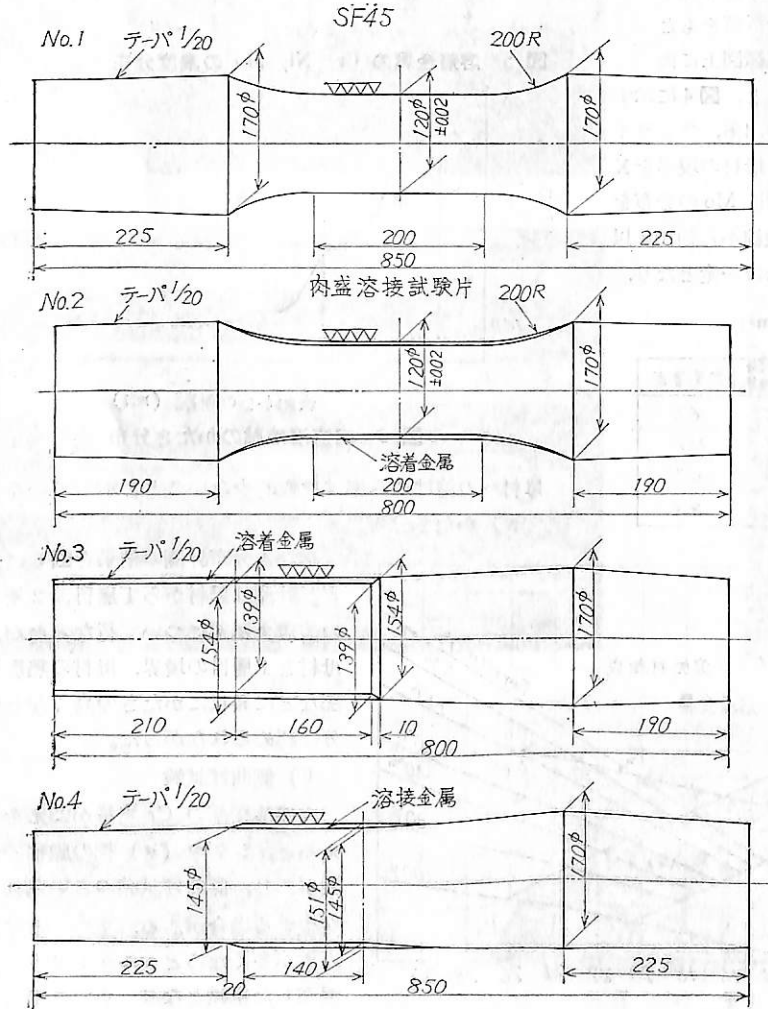 SF45
No.1 テーパ 1/20
200R
170φ
120φ
±0.02
170φ
225
200
225
850
肉盛溶接試験片
No.2 テーパ 1/20
200R
120φ
±0.02
170φ
溶着金属
190
200
190
800
No.3 テーパ 1/20
溶着金属
154φ
139φ
139φ
154φ
170φ
210
160
10
190
800
No.4 テーパ 1/20
溶接金属
145φ
151φ
145φ
170φ
225
20
140
225
850